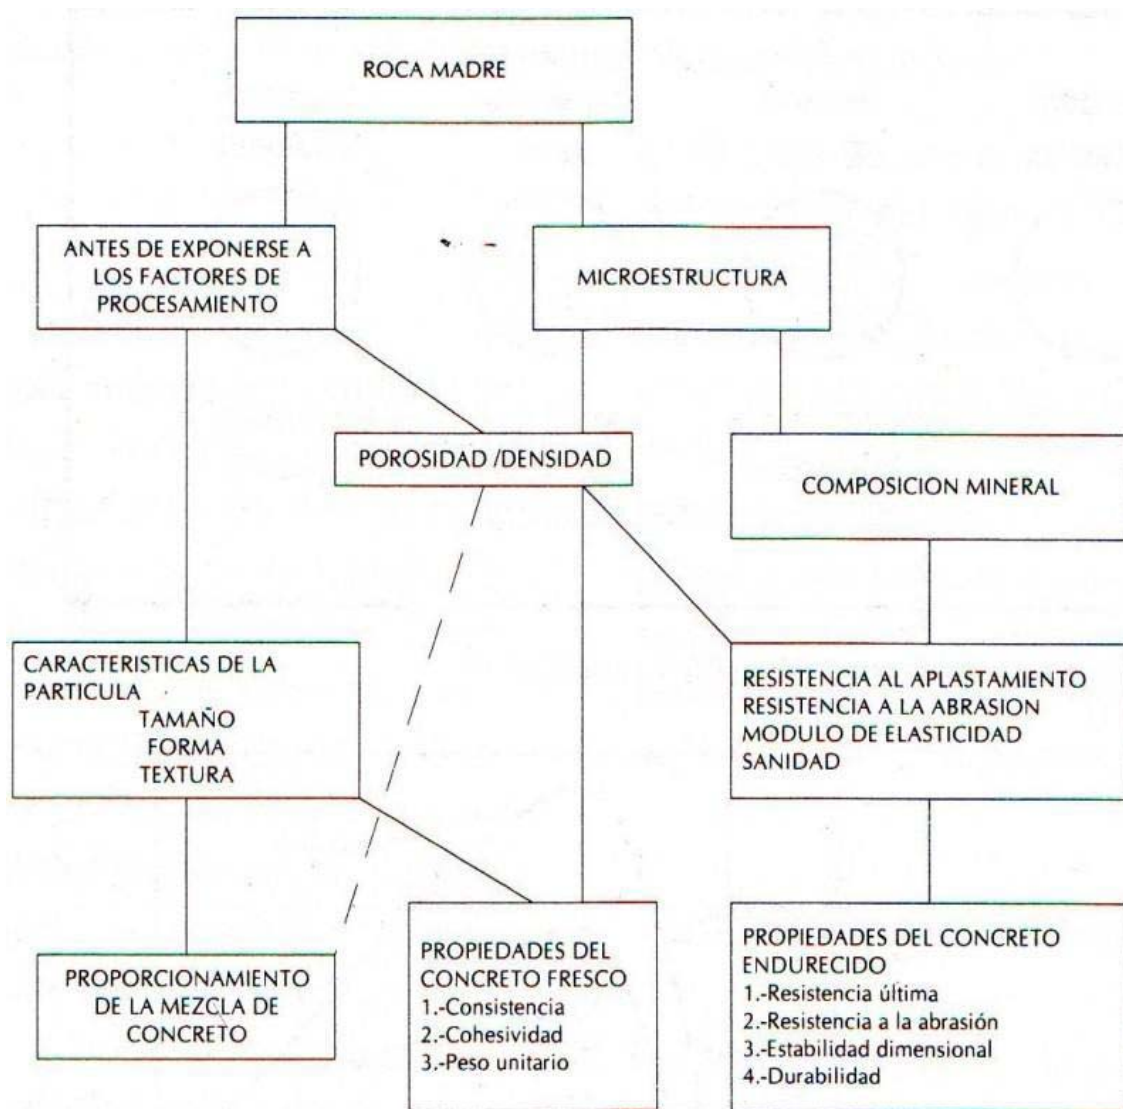 ROCA MADRE
ANTES DE EXPONERSE A
LOS FACTORES DE
PROCESAMIENTO
MICROESTRUCTURA
POROSIDAD /DENSIDAD
COMPOSICION MINERAL
CARACTERISTICAS DE LA
PARTICULA
TAMAÑO
FORMA
TEXTURA
RESISTENCIA AL APLASTAMIENTO
RESISTENCIA A LA ABRASION
MODULO DE ELASTICIDAD
SANIDAD
PROPORCIONAMIENTO
DE LA MEZCLA DE
CONCRETO
PROPIEDADES DEL
CONCRETO FRESCO
1.-Consistencia
2.-Cohesividad
3.-Peso unitario
PROPIEDADES DEL CONCRETO
ENDURECIDO
1.-Resistencia última
2.-Resistencia a la abrasión
3.-Estabilidad dimensional
4.-Durabilidad